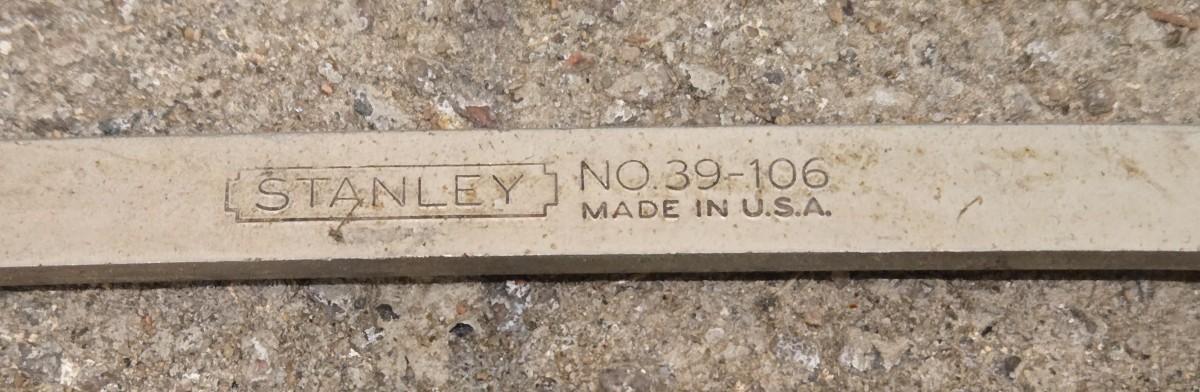 STANLEY
NO. 39-106
MADE IN U.S.A.